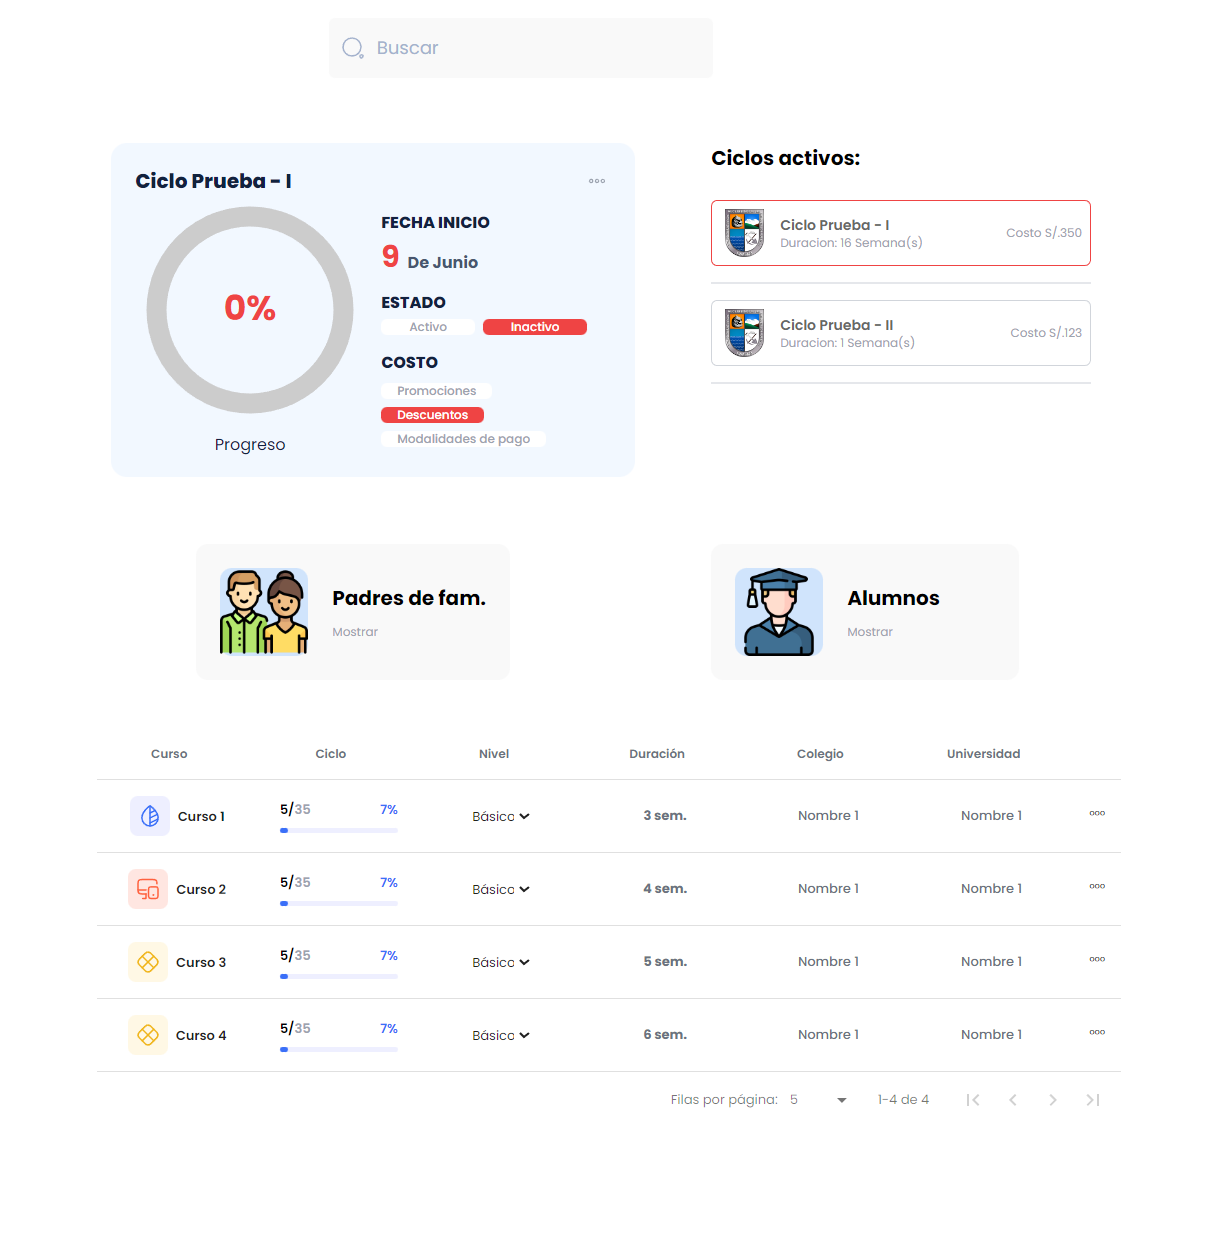 Buscar
Ciclo Prueba - I
0%
Progreso
FECHA INICIO
9 De Junio
ESTADO
Activo Inactivo
COSTO
Promociones
Descuentos
Modalidades de pago
Ciclos activos:
Ciclo Prueba - I
Duracion: 16 Semana(s)
Costo S/.350
Ciclo Prueba - II
Duracion: 1 Semana(s)
Costo S/.123
Padres de fam.
Mostrar
Alumnos
Mostrar
Curso Ciclo Nivel Duración Colegio Universidad
Curso 1 5/35 7% Básico 3 sem. Nombre 1 Nombre 1
Curso 2 5/35 7% Básico 4 sem. Nombre 1 Nombre 1
Curso 3 5/35 7% Básico 5 sem. Nombre 1 Nombre 1
Curso 4 5/35 7% Básico 6 sem. Nombre 1 Nombre 1
Filas por página: 5 1-4 de 4